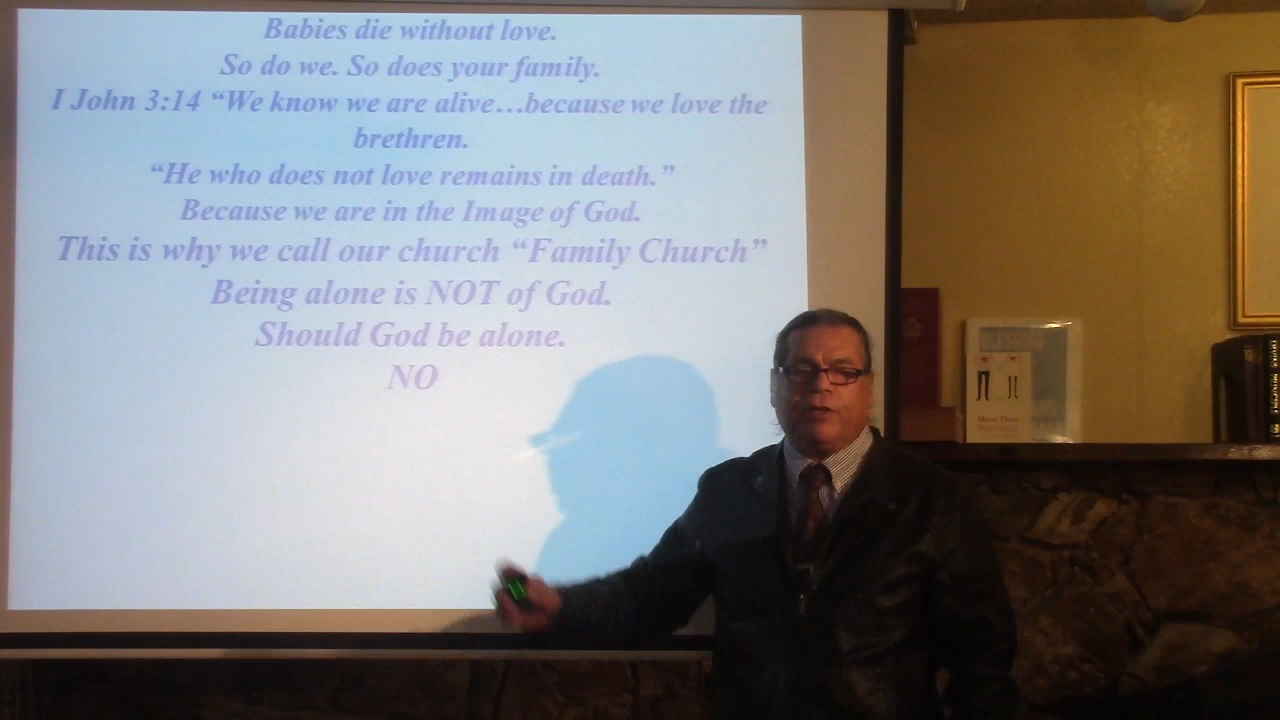 Babies die without love.
So do we. So does your family.
I John 3:14 “We know we are alive…because we love the
brethren.
“He who does not love remains in death.”
Because we are in the Image of God.
This is why we call our church “Family Church”
Being alone is NOT of God.
Should God be alone.
NO
More Than